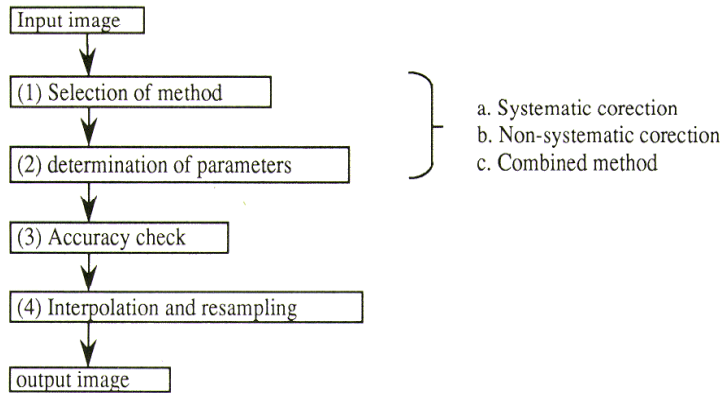 Input image
(1) Selection of method
(2) determination of parameters
(3) Accuracy check
(4) Interpolation and resampling
output image
a. Systematic corection
b. Non-systematic corection
c. Combined method